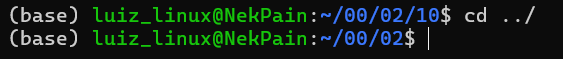 (base) luiz_linux@NekPain:~/00/02/10$ cd ../
(base) luiz_linux@NekPain:~/00/02$